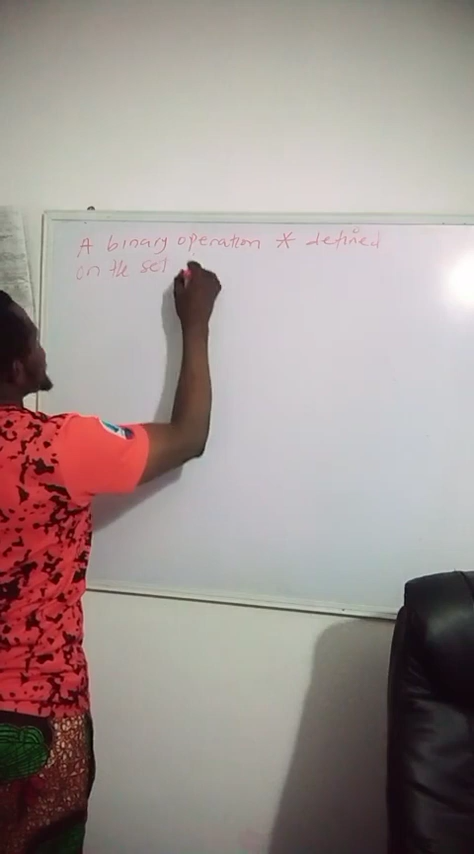 A binary operation * defined
on the set